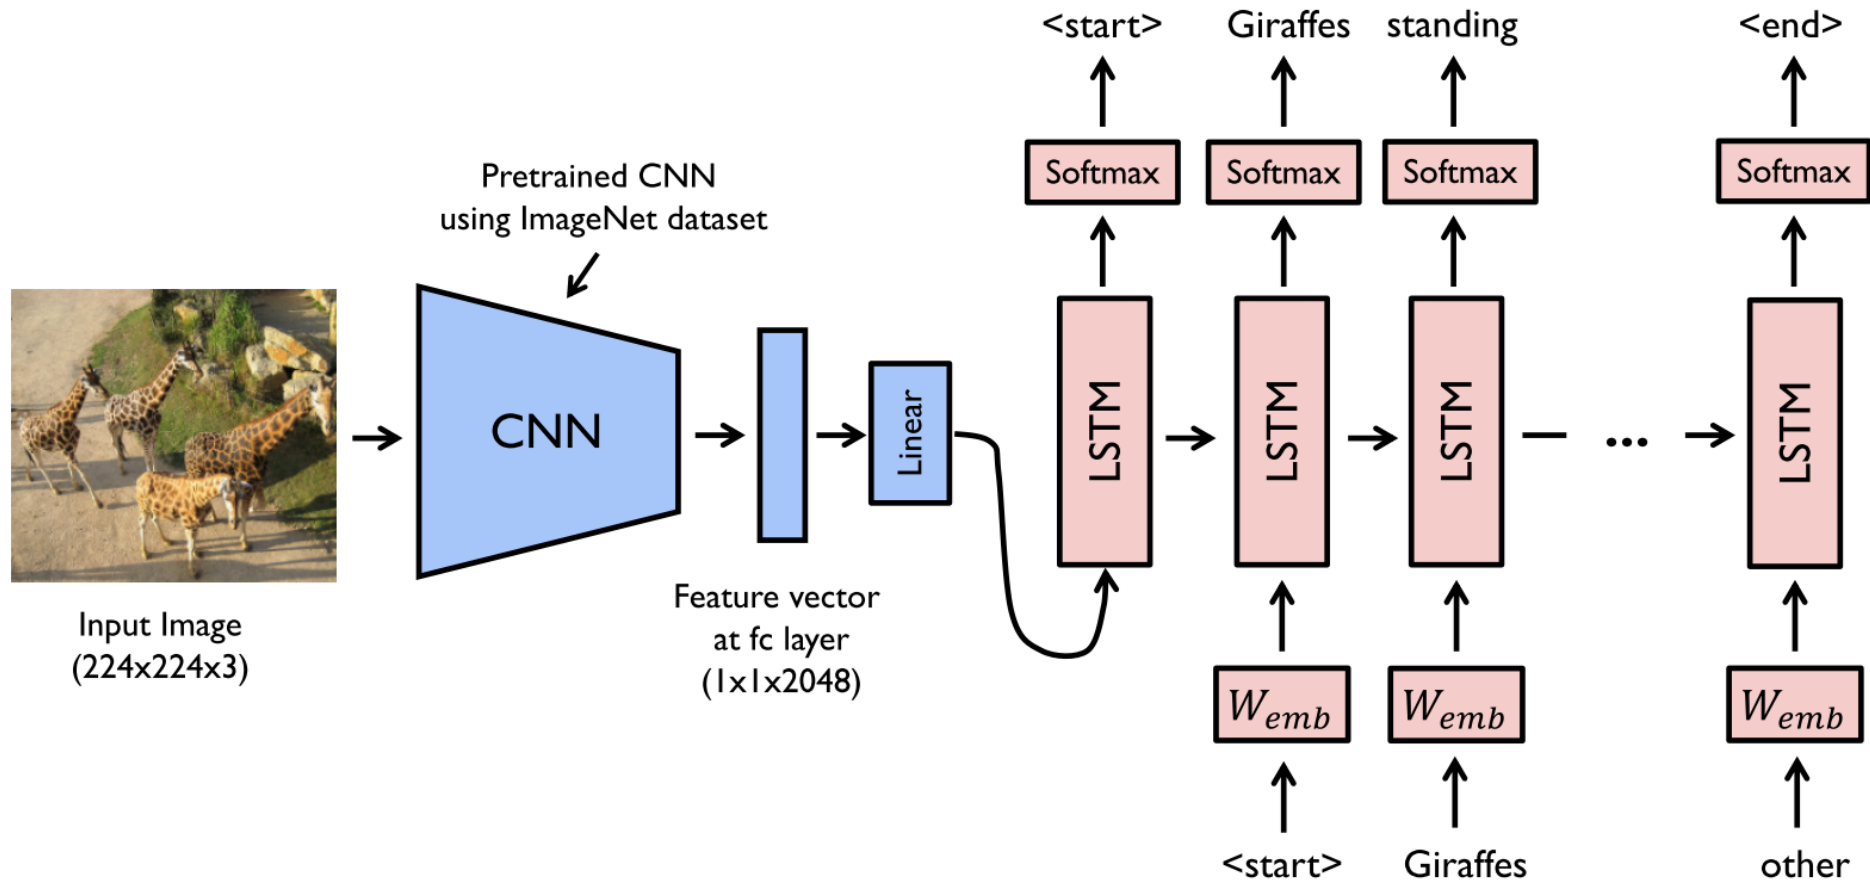 <start> Giraffes standing <end>
Softmax Softmax Softmax Softmax
Pretrained CNN
using ImageNet dataset
CNN
Linear
LSTM LSTM LSTM ... LSTM
Input Image
(224x224x3)
Feature vector
at fc layer
(1x1x2048)
W_emb W_emb W_emb
<start> Giraffes other